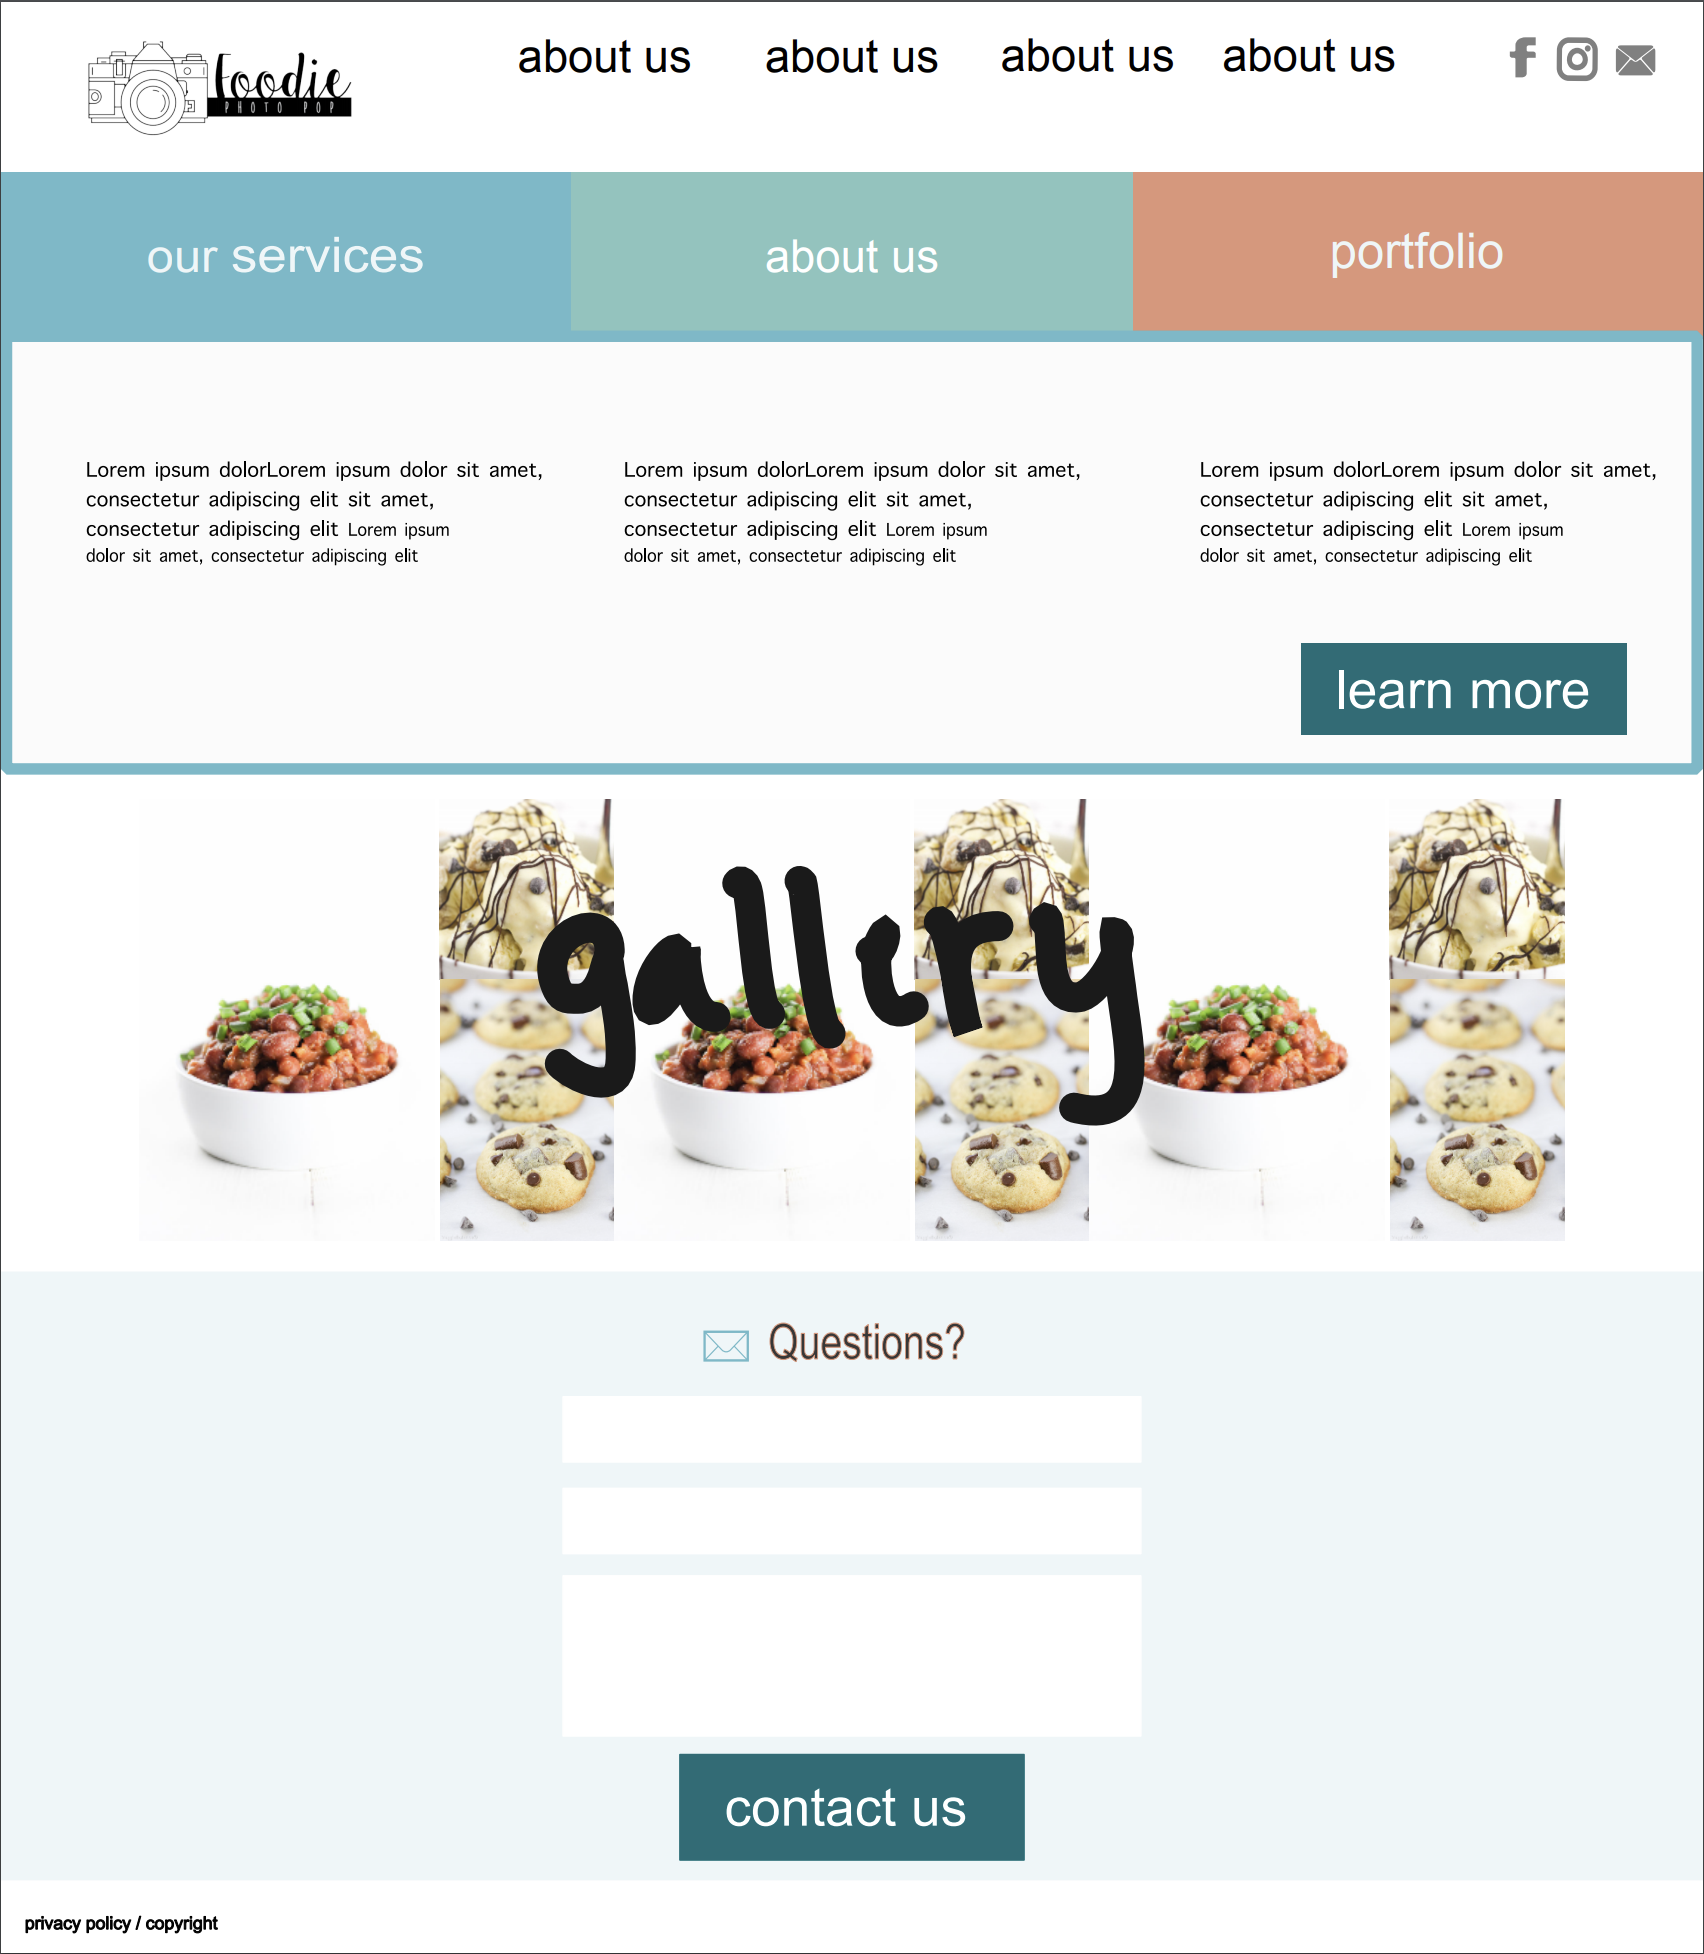 foodie
PHOTO POP
about us about us about us about us
our services
about us
portfolio
Lorem ipsum dolorLorem ipsum dolor sit amet,
consectetur adipiscing elit sit amet,
consectetur adipiscing elit Lorem ipsum
dolor sit amet, consectetur adipiscing elit
Lorem ipsum dolorLorem ipsum dolor sit amet,
consectetur adipiscing elit sit amet,
consectetur adipiscing elit Lorem ipsum
dolor sit amet, consectetur adipiscing elit
Lorem ipsum dolorLorem ipsum dolor sit amet,
consectetur adipiscing elit sit amet,
consectetur adipiscing elit Lorem ipsum
dolor sit amet, consectetur adipiscing elit
learn more
gallery
Questions?
contact us
privacy policy / copyright